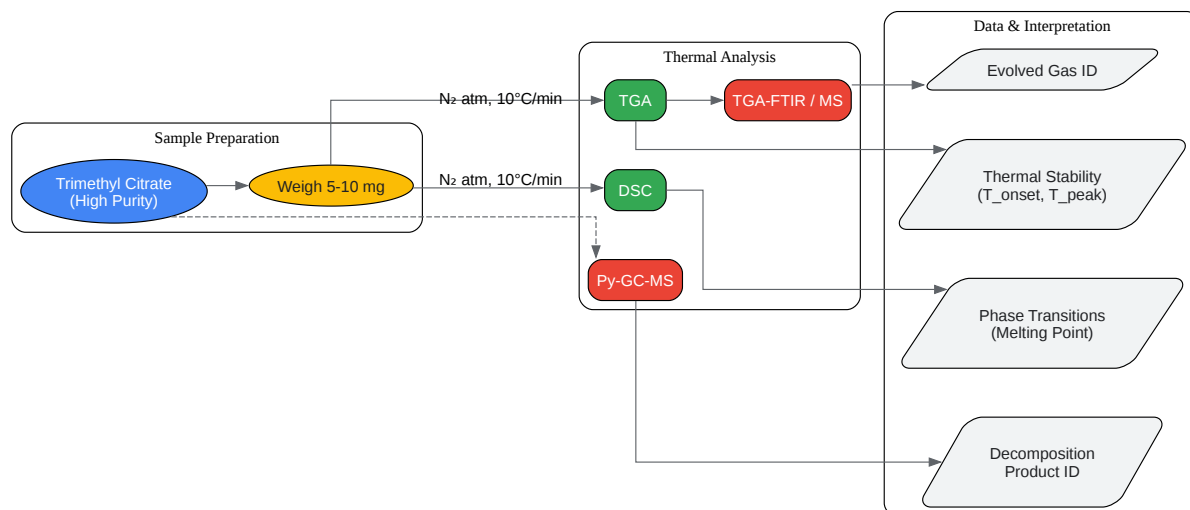 Data & Interpretation
Thermal Analysis
Evolved Gas ID
N₂ atm, 10°C/min
TGA
TGA-FTIR / MS
Sample Preparation
Trimethyl Citrate
(High Purity)
Weigh 5-10 mg
N₂ atm, 10°C/min
DSC
Thermal Stability
(T_onset, T_peak)
Py-GC-MS
Phase Transitions
(Melting Point)
Decomposition
Product ID